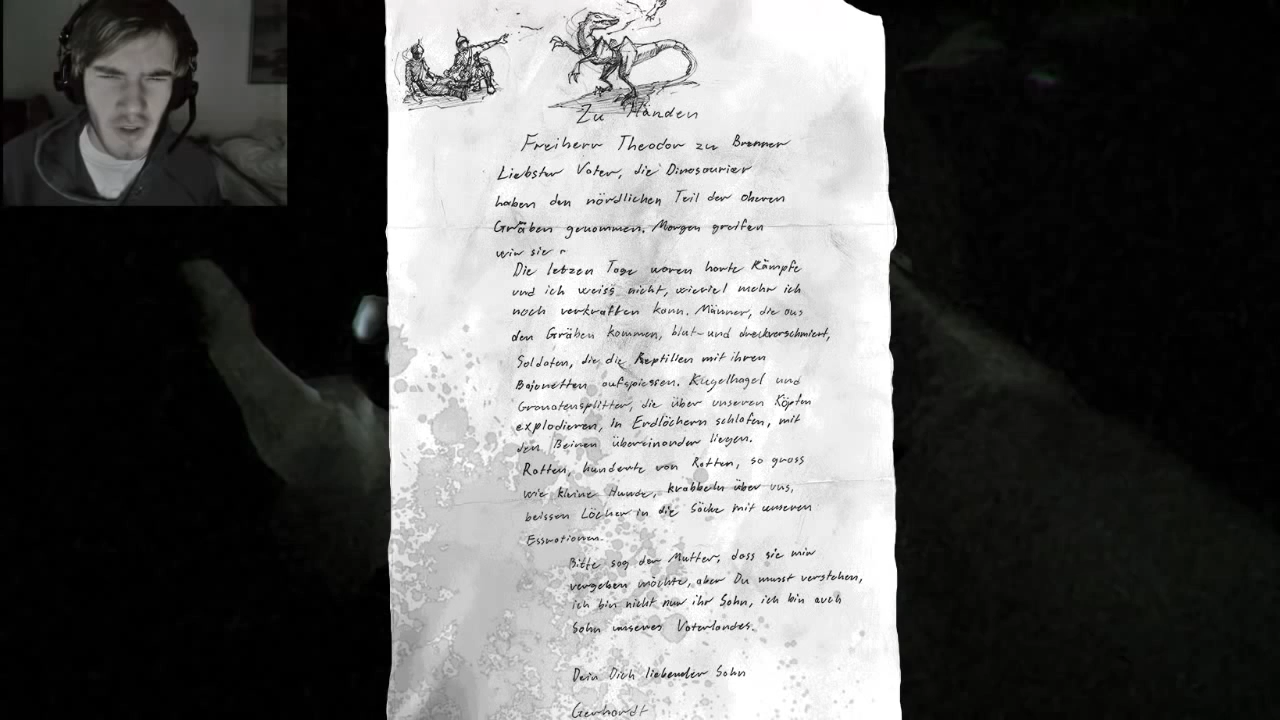 Zu Händen
Freiherr Theodor zu Brenner
Liebster Vater, die Dinosaurier
haben den nördlichen Teil der oberen
Gräben genommen. Morgen greifen
wir sie
Die letzen Tage waren harte Kämpfe
und ich weiss nicht, wieviel mehr ich
noch verkraften kann. Männer, die aus
den Gräben kommen, blut- und dreckverschmiert,
Soldaten, die die Reptilien mit ihren
Bajonetten aufspiessen. Kugelhagel und
Granatensplitter, die über unseren Köpfen
explodieren, in Erdlöchern schlafen, mit
den Beinen übereinander liegen.
Ratten, hunderte von Ratten, so gross
wie kleine Hunde, krabbeln über uns,
beissen Löcher in die Säcke mit unseren
Essrationen.
Bitte sag der Mutter, dass sie mir
vergeben möchte, aber Du musst verstehen,
ich bin nicht nur ihr Sohn, ich bin auch
Sohn unseres Vaterlandes.
Dein Dich liebender Sohn
Gerhardt